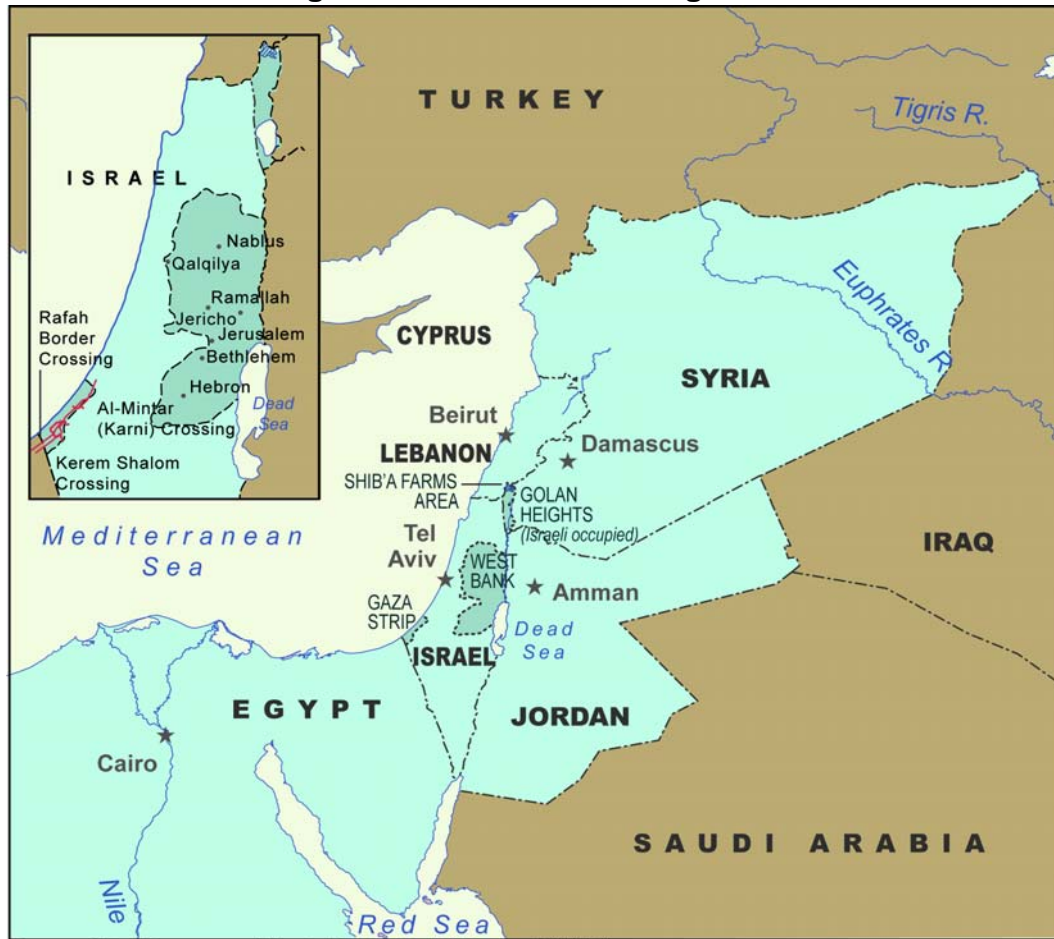 TURKEY
Tigris R.
ISRAEL
Nablus
Qalqilya
Ramallah
Jericho
Jerusalem
Bethlehem
Hebron
Rafah
Border
Crossing
Al-Mintar
(Karni) Crossing
Dead
Sea
Kerem Shalom
Crossing
Euphrates R.
CYPRUS
SYRIA
Beirut
LEBANON
Damascus
SHIB'A FARMS
AREA
GOLAN
HEIGHTS
(Israeli occupied)
Mediterranean
Sea
Tel
Aviv
WEST
BANK
IRAQ
Amman
GAZA
STRIP
Dead
Sea
ISRAEL
EGYPT
JORDAN
Cairo
SAUDI ARABIA
Nile
Red Sea